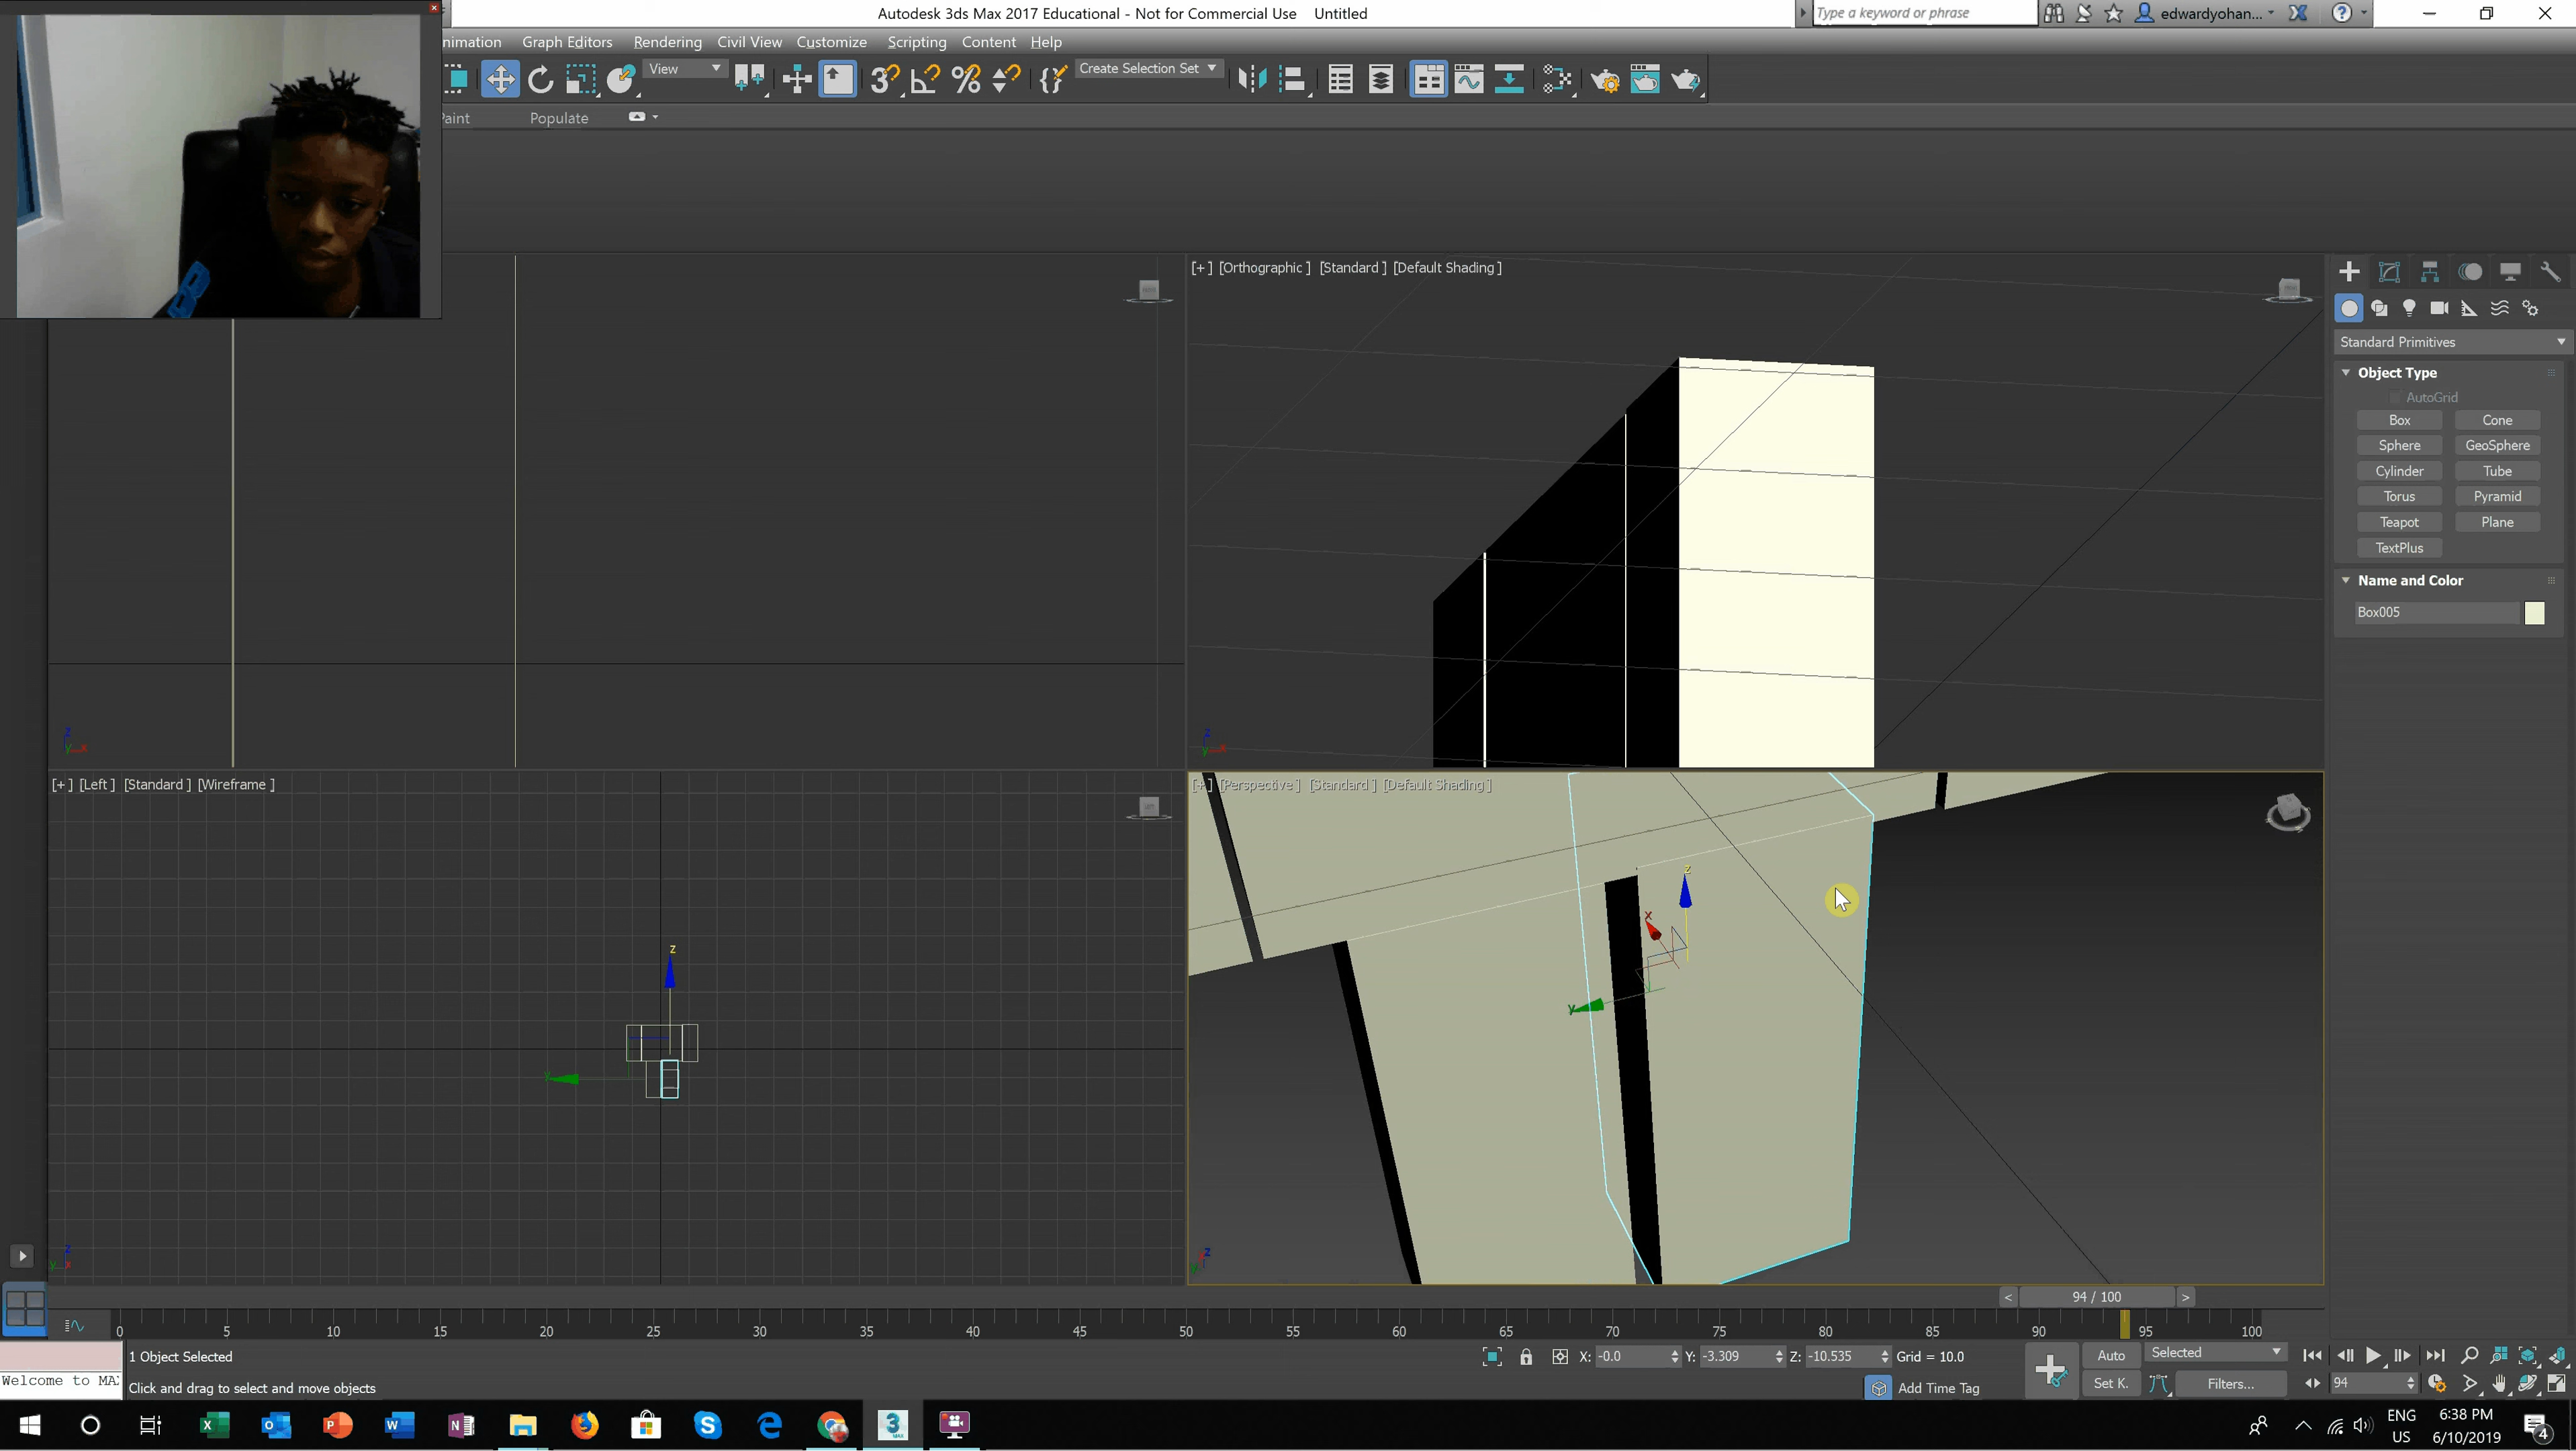 Autodesk 3ds Max 2017 Educational - Not for Commercial Use Untitled
Type a keyword or phrase
edwardyohan...
nimation Graph Editors Rendering Civil View Customize Scripting Content Help
View
Create Selection Set
aint Populate
[+] [Orthographic ] [Standard ] [Default Shading ]
Standard Primitives
Object Type
AutoGrid
Box Cone
Sphere GeoSphere
Cylinder Tube
Torus Pyramid
Teapot Plane
TextPlus
Name and Color
Box005
z
y x
z
y x
[+] [Left ] [Standard ] [Wireframe ]
[+] [Perspective ] [Standard ] [Default Shading ]
z
y
z
x
y
z
y x
z
y
< 94 / 100 >
0 5 10 15 20 25 30 35 40 45 50 55 60 65 70 75 80 85 90 95 100
1 Object Selected
X: -0.0 Y: -3.309 Z: -10.535 Grid = 10.0
Auto Selected
Welcome to MAX
Click and drag to select and move objects
Add Time Tag
Set K. Filters...
94
ENG
US
6:38 PM
6/10/2019
4